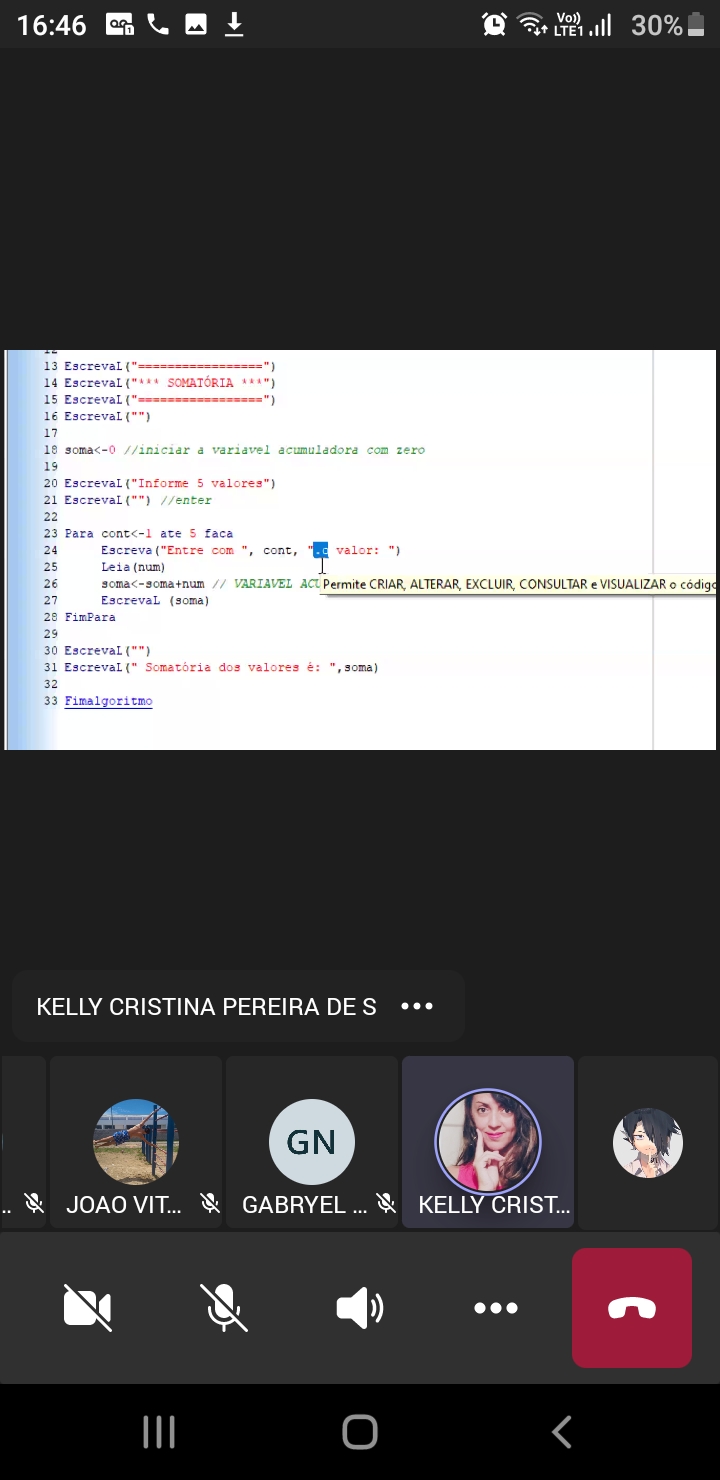 16:46
Vo))
LTE1
30%
12
13 EscrevaL("=================")
14 EscrevaL("*** SOMATÓRIA ***")
15 EscrevaL("=================")
16 EscrevaL("")
17
18 soma<-0 //iniciar a variavel acumuladora com zero
19
20 EscrevaL("Informe 5 valores")
21 EscrevaL("") //enter
22
23 Para cont<-1 ate 5 faca
24 Escreva("Entre com ", cont, ".o valor: ")
25 Leia(num)
26 soma<-soma+num // VARIAVEL ACU
Permite CRIAR, ALTERAR, EXCLUIR, CONSULTAR e VISUALIZAR o código
27 EscrevaL (soma)
28 FimPara
29
30 EscrevaL("")
31 EscrevaL(" Somatória dos valores é: ",soma)
32
33 Fimalgoritmo
KELLY CRISTINA PEREIRA DE S
GN
.. JOAO VIT... GABRYEL ... KELLY CRIST...